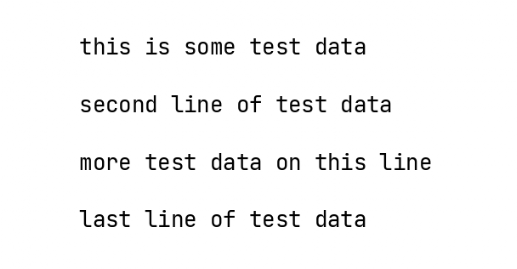 this is some test data
second line of test data
more test data on this line
last line of test data